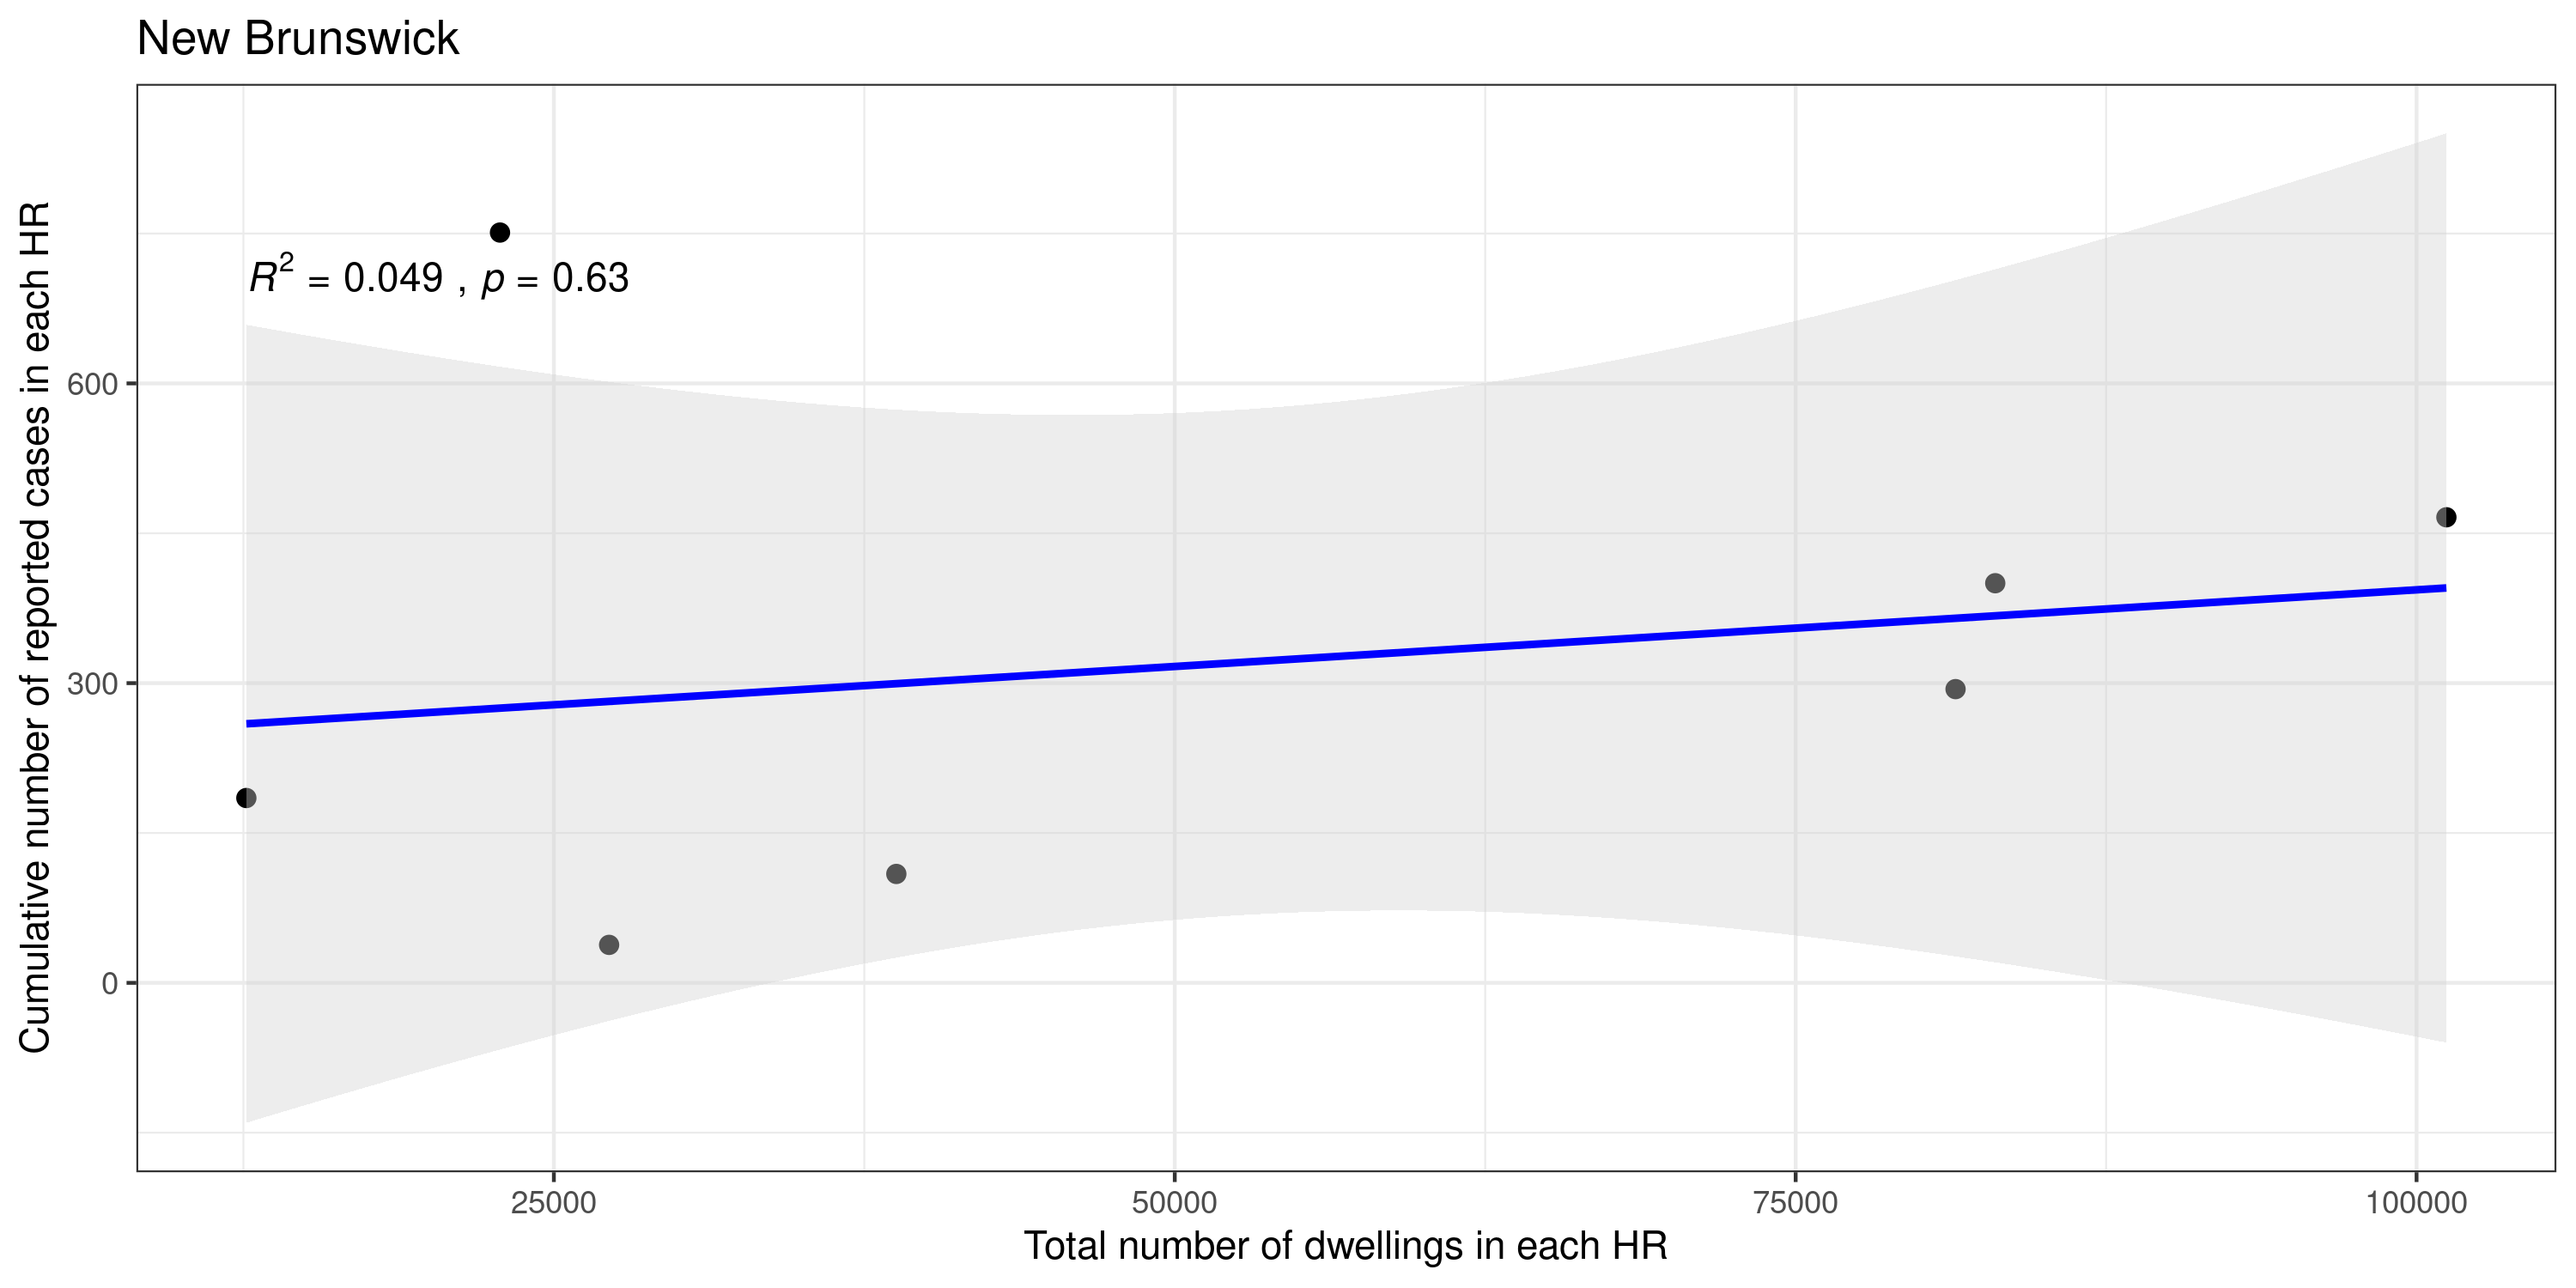 New Brunswick
Cumulative number of reported cases in each HR
R² = 0.049 , p = 0.63
600
300
0
25000 50000 75000 100000
Total number of dwellings in each HR